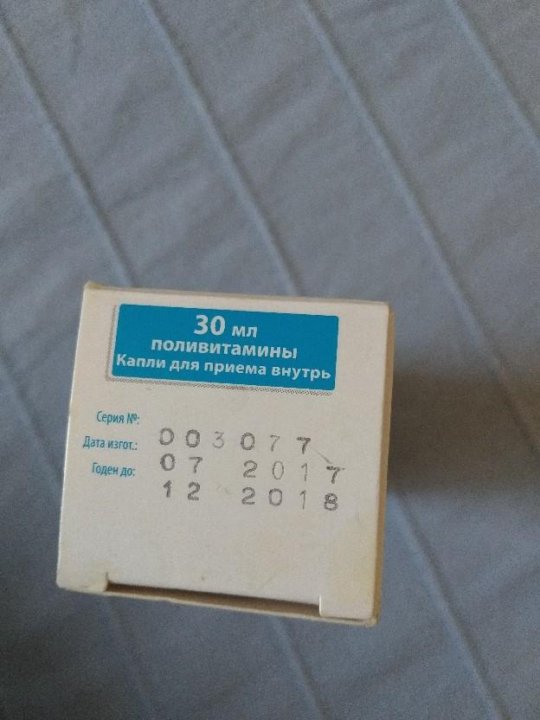 30 мл
поливитамины
Капли для приема внутрь
Серия №: 003077
Дата изгот.: 07 2017
Годен до: 12 2018